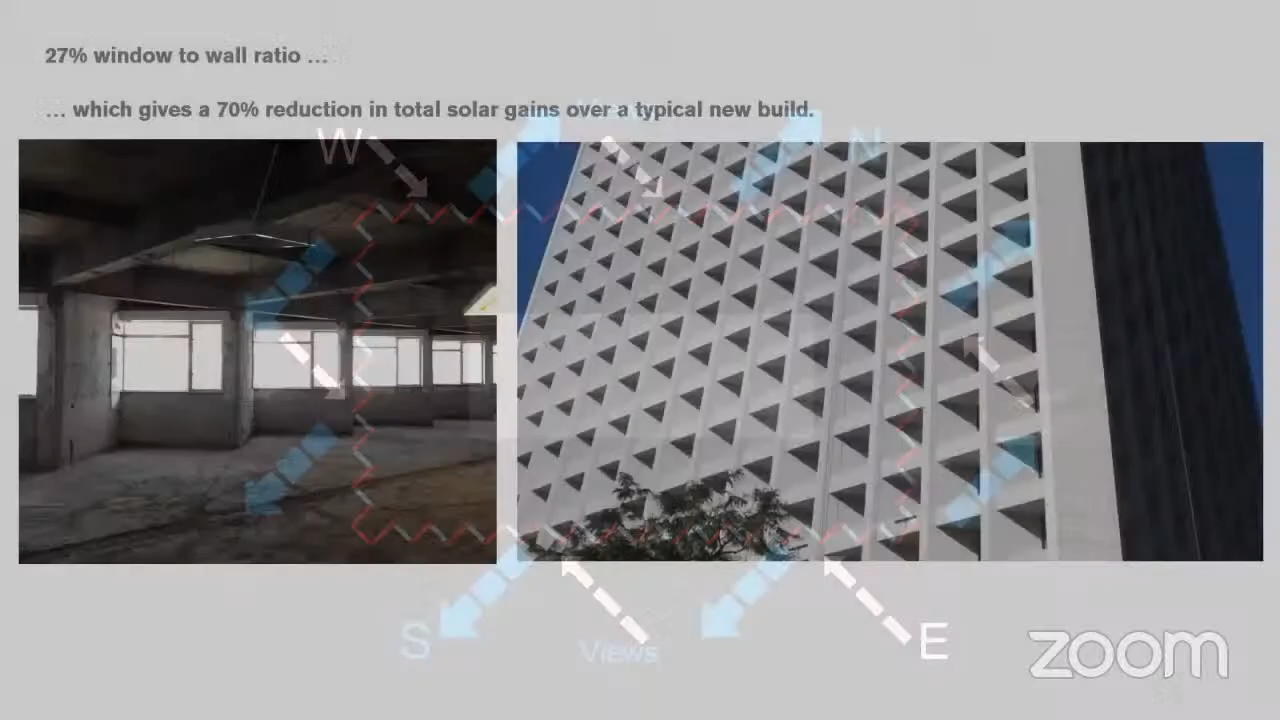 27% window to wall ratio ...
... which gives a 70% reduction in total solar gains over a typical new build.
Views
W
N
S
Views
E
zoom